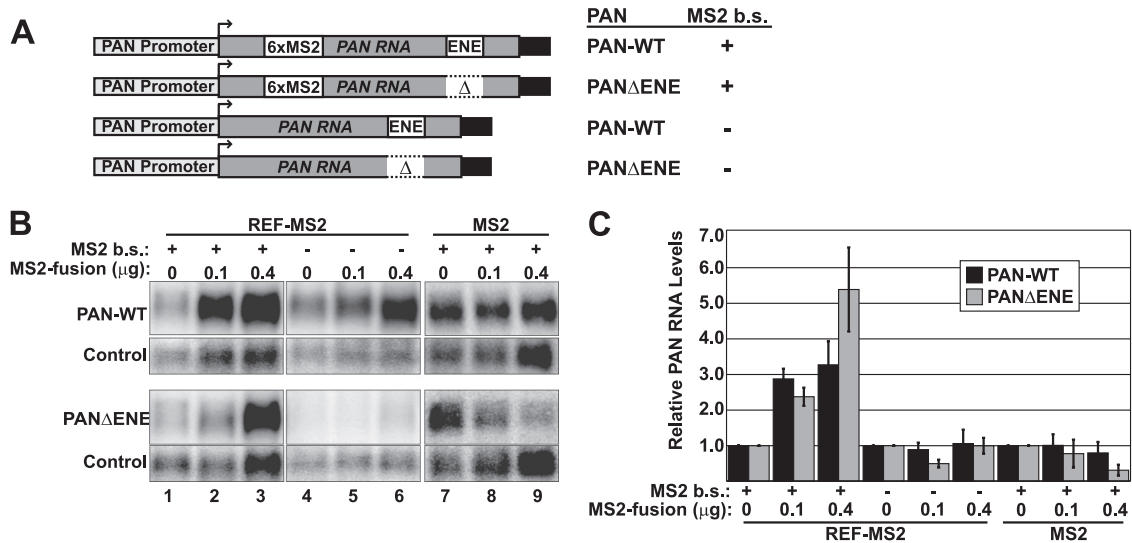 A
PAN Promoter 6xMS2 PAN RNA ENE
PAN Promoter 6xMS2 PAN RNA Δ
PAN Promoter PAN RNA ENE
PAN Promoter PAN RNA Δ
PAN MS2 b.s.
PAN-WT +
PANΔENE +
PAN-WT -
PANΔENE -
B
REF-MS2 MS2
MS2 b.s.: + + + - - - + + +
MS2-fusion (μg): 0 0.1 0.4 0 0.1 0.4 0 0.1 0.4
PAN-WT
Control
PANΔENE
Control
1 2 3 4 5 6 7 8 9
C
Relative PAN RNA Levels
7.0
6.0
5.0
3.0
2.0
1.0
PAN-WT
PANΔENE
MS2 b.s.: + + + - - - + + +
MS2-fusion (μg): 0 0.1 0.4 0 0.1 0.4 0 0.1 0.4
REF-MS2 MS2